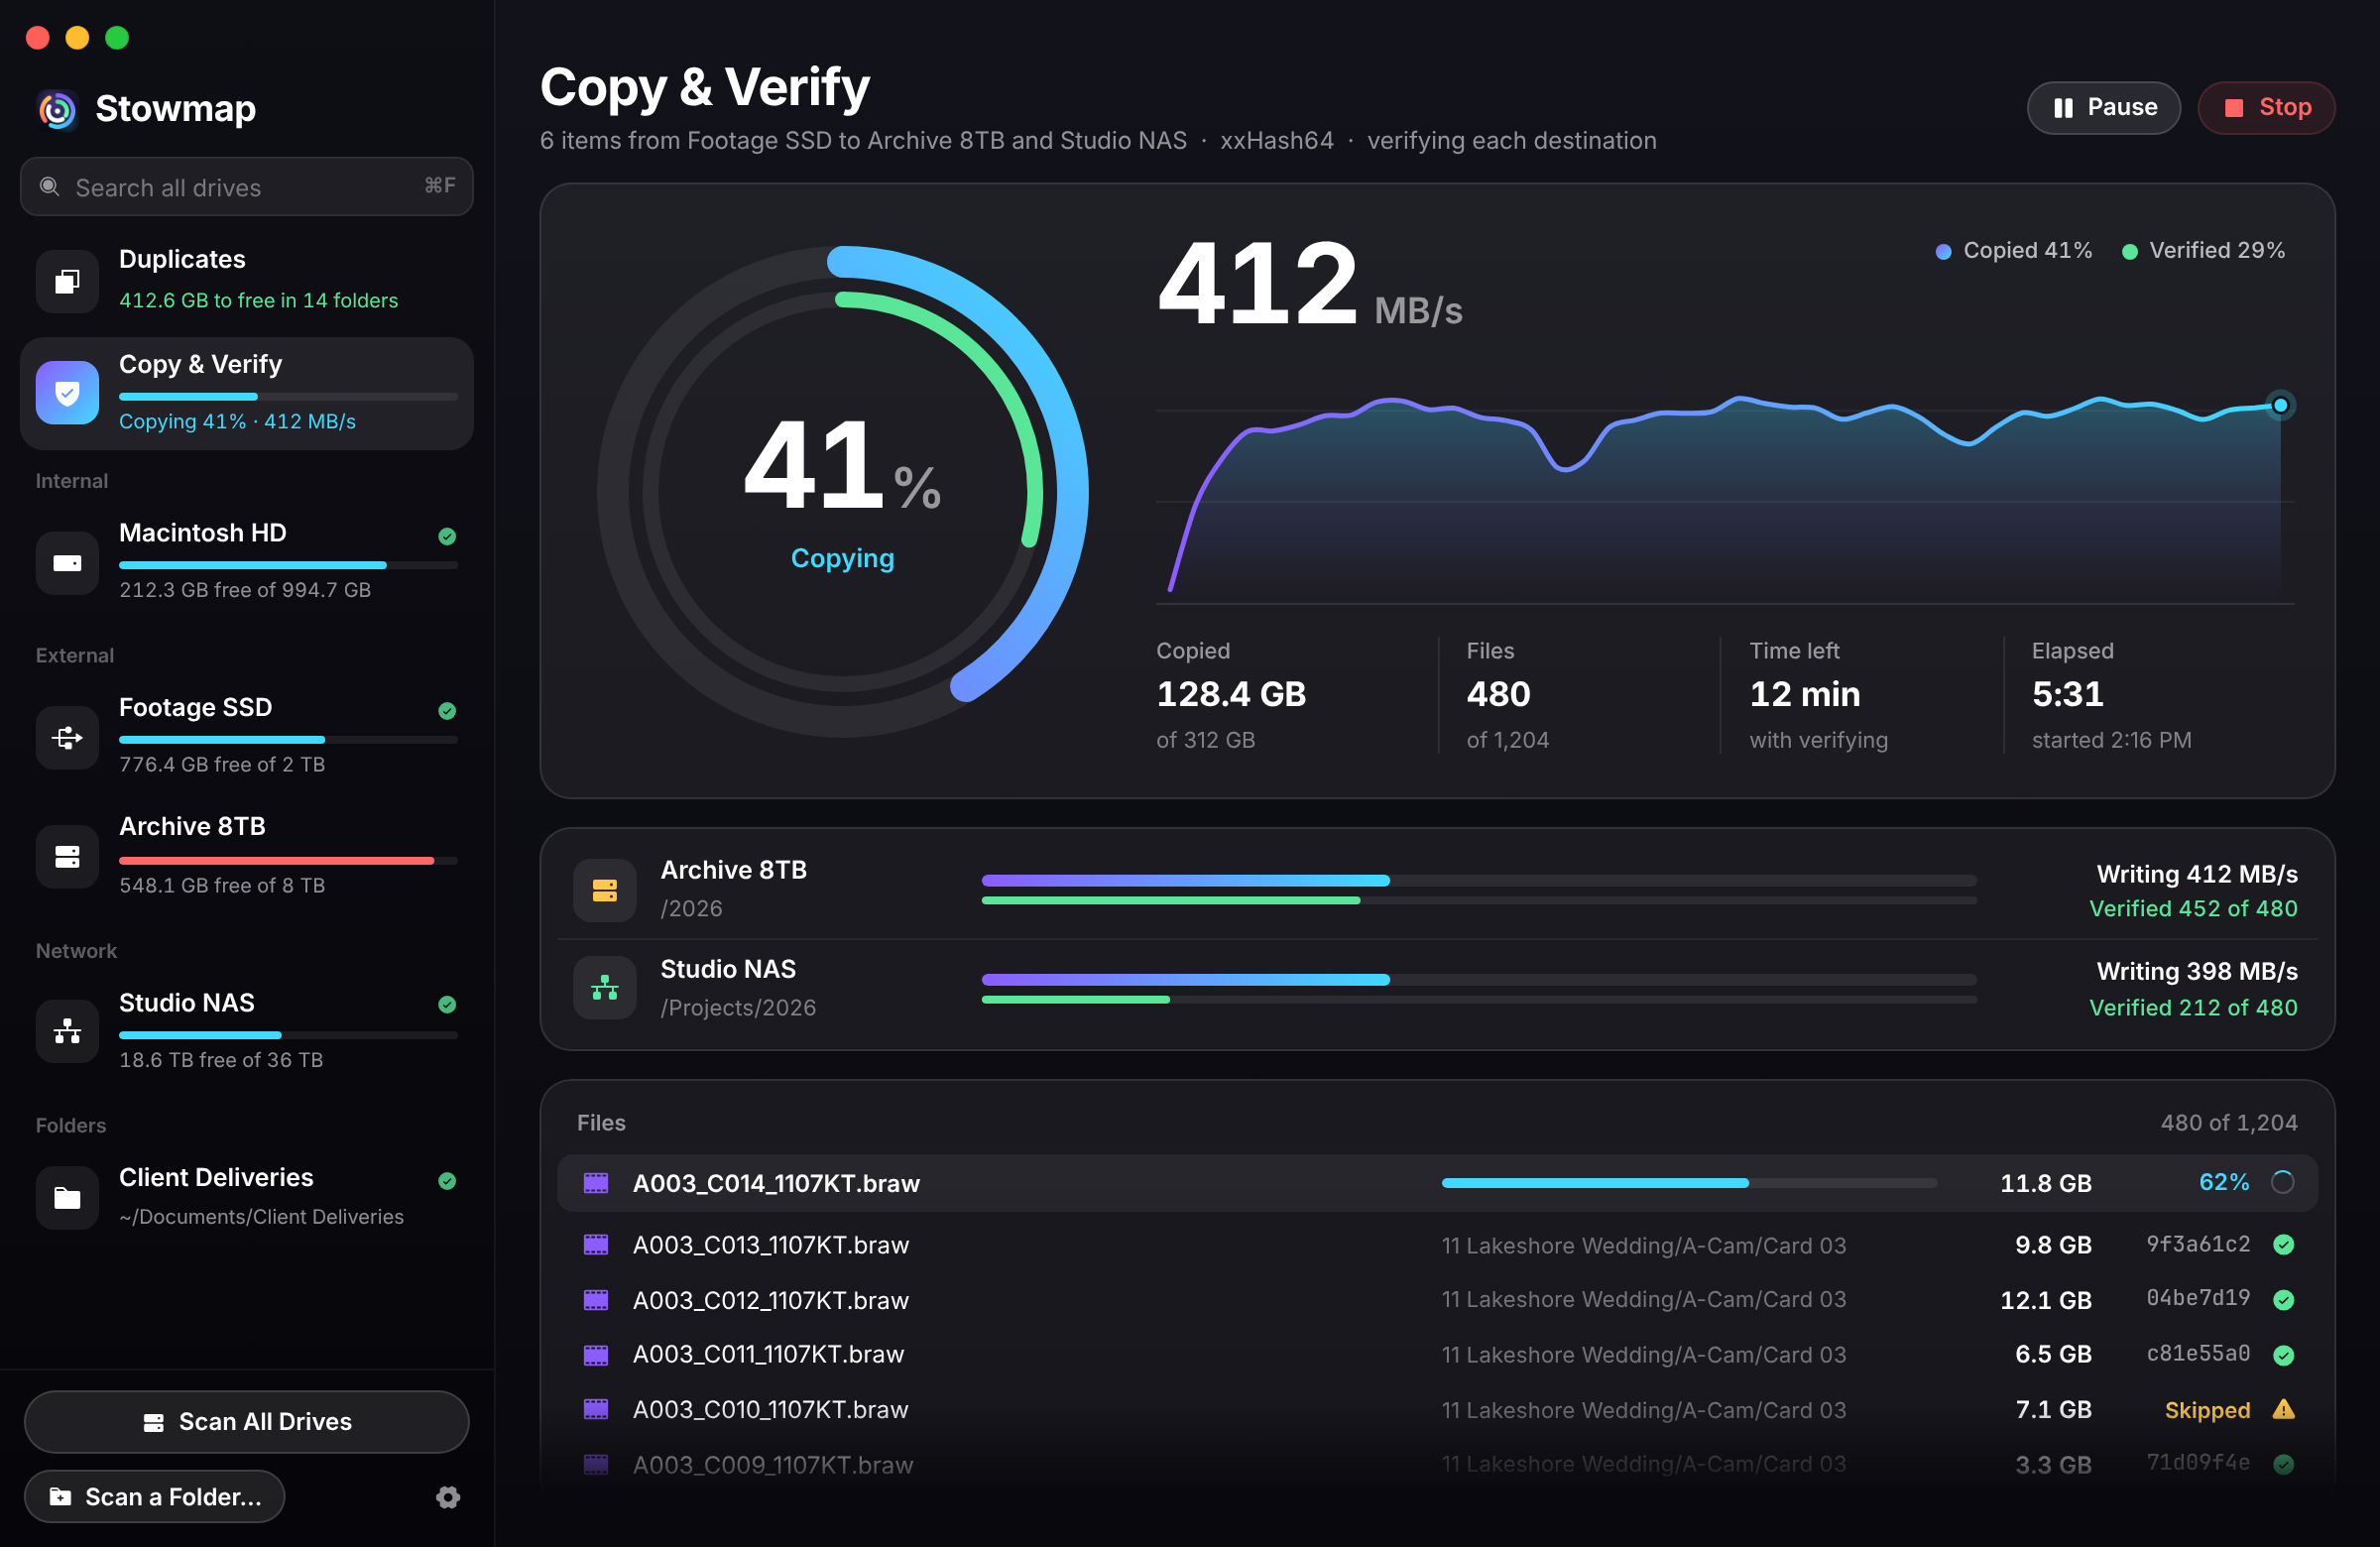 Stowmap
Search all drives ⌘F
Duplicates
412.6 GB to free in 14 folders
Copy & Verify
Copying 41% · 412 MB/s
Internal
Macintosh HD
212.3 GB free of 994.7 GB
External
Footage SSD
776.4 GB free of 2 TB
Archive 8TB
548.1 GB free of 8 TB
Network
Studio NAS
18.6 TB free of 36 TB
Folders
Client Deliveries
~/Documents/Client Deliveries
Scan All Drives
Scan a Folder...
Copy & Verify
6 items from Footage SSD to Archive 8TB and Studio NAS · xxHash64 · verifying each destination
Pause
Stop
41%
Copying
412 MB/s
Copied 41% Verified 29%
Copied
128.4 GB
of 312 GB
Files
480
of 1,204
Time left
12 min
with verifying
Elapsed
5:31
started 2:16 PM
Archive 8TB
/2026
Writing 412 MB/s
Verified 452 of 480
Studio NAS
/Projects/2026
Writing 398 MB/s
Verified 212 of 480
Files 480 of 1,204
A003_C014_1107KT.braw 11.8 GB 62%
A003_C013_1107KT.braw 11 Lakeshore Wedding/A-Cam/Card 03 9.8 GB 9f3a61c2
A003_C012_1107KT.braw 11 Lakeshore Wedding/A-Cam/Card 03 12.1 GB 04be7d19
A003_C011_1107KT.braw 11 Lakeshore Wedding/A-Cam/Card 03 6.5 GB c81e55a0
A003_C010_1107KT.braw 11 Lakeshore Wedding/A-Cam/Card 03 7.1 GB Skipped
A003_C009_1107KT.braw 11 Lakeshore Wedding/A-Cam/Card 03 3.3 GB 71d09f4e